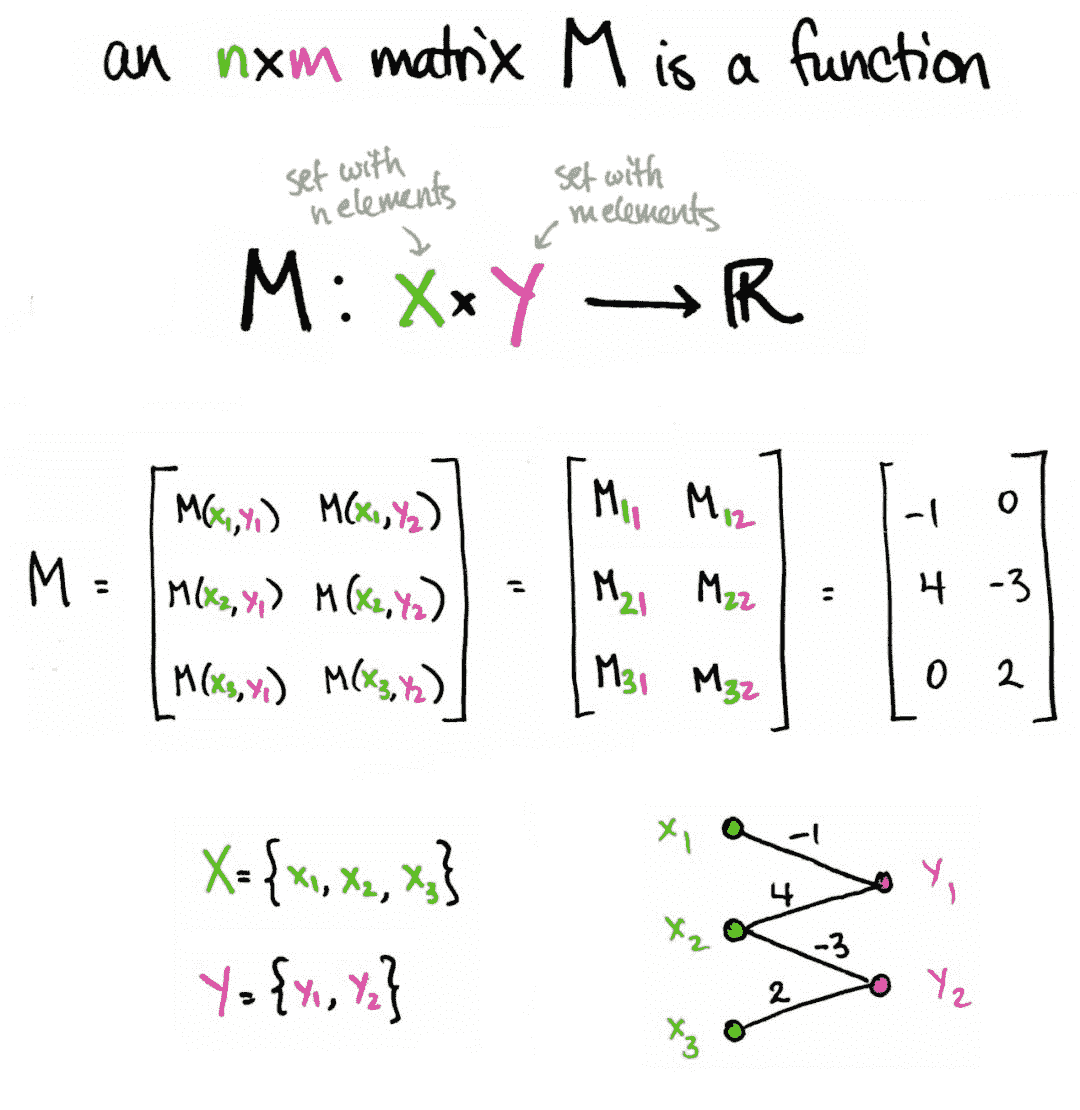 an n×m matrix M is a function
set with
n elements
set with
m elements
M: X × Y ⟶ ℝ
M = [ M(x₁,y₁) M(x₁,y₂) ] = [ M₁₁ M₁₂ ] = [ -1 0 ]
[ M(x₂,y₁) M(x₂,y₂) ] [ M₂₁ M₂₂ ] [ 4 -3 ]
[ M(x₃,y₁) M(x₃,y₂) ] [ M₃₁ M₃₂ ] [ 0 2 ]
X = {x₁, x₂, x₃}
Y = {y₁, y₂}
x₁ -1
y₁
4
x₂ -3
y₂
2
x₃